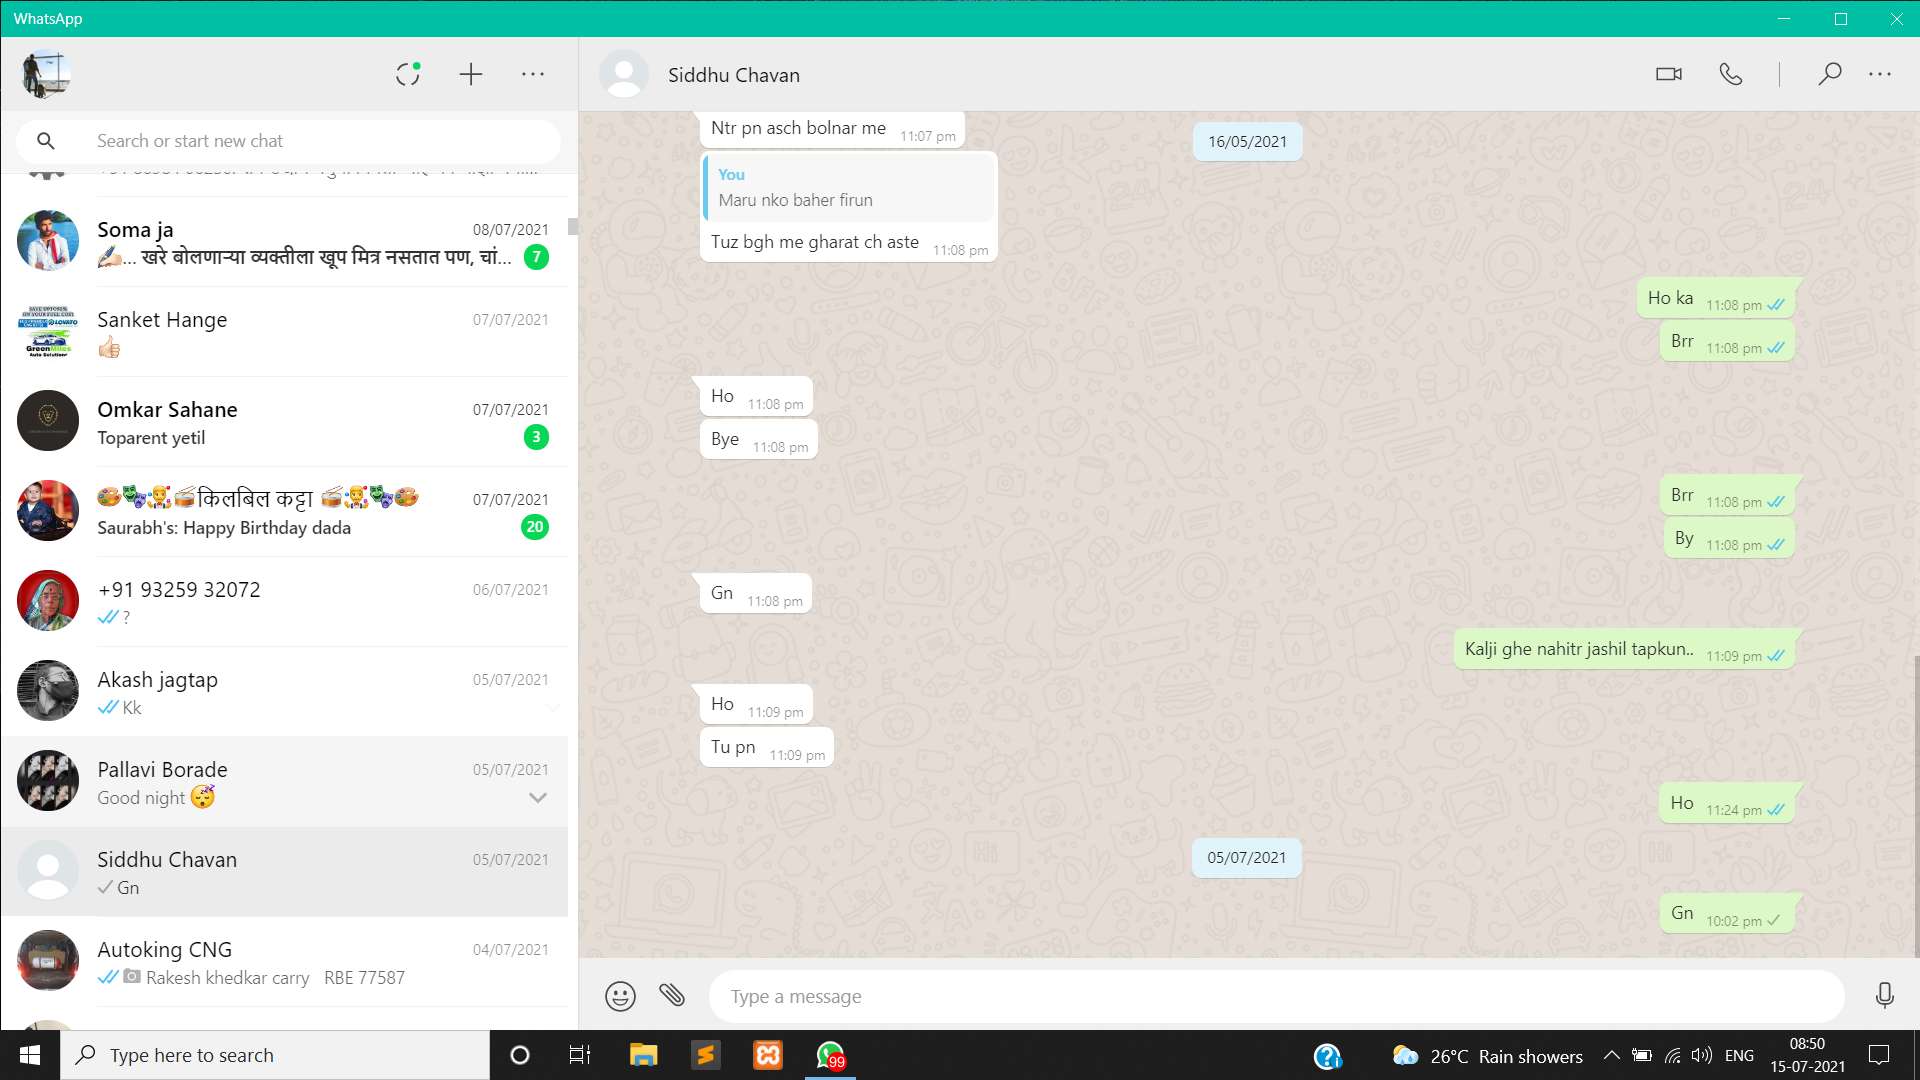 WhatsApp
Search or start new chat
Soma ja
08/07/2021
✍🏻... खरे बोलणाऱ्या व्यक्तीला खूप मित्र नसतात पण, चां...
7
Sanket Hange
07/07/2021
👍🏻
Omkar Sahane
07/07/2021
Toparent yetil
3
🎨🎭🤹🥁किलबिल कट्टा 🥁🤹🎭🎨
07/07/2021
Saurabh's: Happy Birthday dada
20
+91 93259 32072
06/07/2021
?
Akash jagtap
05/07/2021
Kk
Pallavi Borade
05/07/2021
Good night 😴
Siddhu Chavan
05/07/2021
Gn
Autoking CNG
04/07/2021
Rakesh khedkar carry RBE 77587
Siddhu Chavan
Ntr pn asch bolnar me 11:07 pm
16/05/2021
You
Maru nko baher firun
Tuz bgh me gharat ch aste 11:08 pm
Ho ka 11:08 pm
Brr 11:08 pm
Ho 11:08 pm
Bye 11:08 pm
Brr 11:08 pm
By 11:08 pm
Gn 11:08 pm
Kalji ghe nahitr jashil tapkun.. 11:09 pm
Ho 11:09 pm
Tu pn 11:09 pm
Ho 11:24 pm
05/07/2021
Gn 10:02 pm
Type a message
Type here to search
99
26°C Rain showers
ENG
08:50
15-07-2021